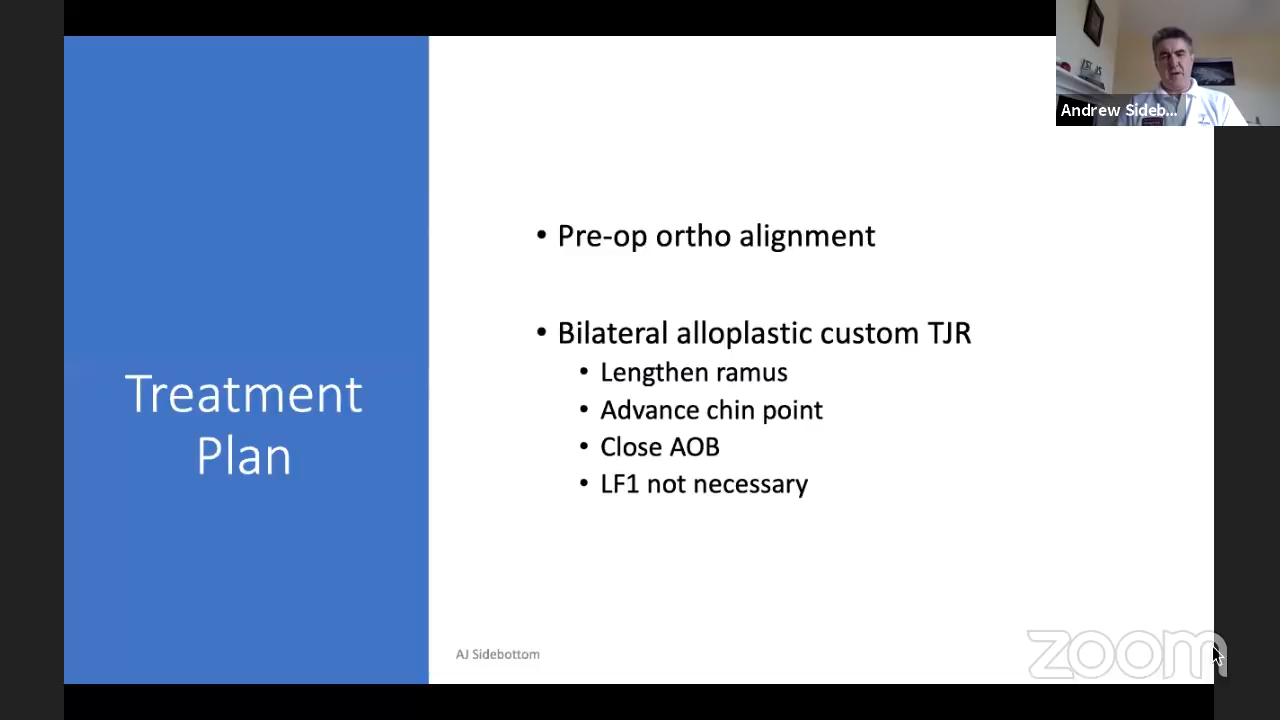 Andrew Sideb...
• Pre-op ortho alignment
• Bilateral alloplastic custom TJR
• Lengthen ramus
• Advance chin point
• Close AOB
• LF1 not necessary
Treatment
Plan
AJ Sidebottom
zoom